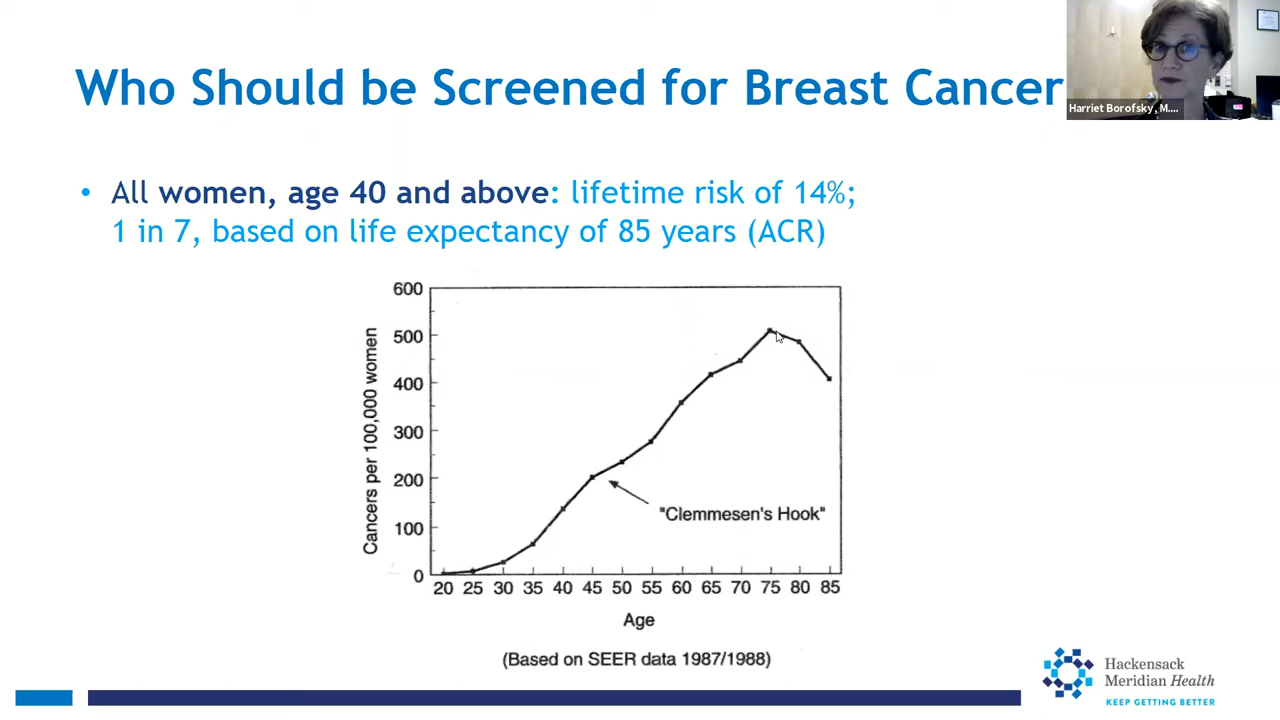 Who Should be Screened for Breast Cancer
Harriet Borofsky, M....
• All women, age 40 and above: lifetime risk of 14%;
1 in 7, based on life expectancy of 85 years (ACR)
Cancers per 100,000 women
600
500
400
300
200
100
0
"Clemmesen's Hook"
20 25 30 35 40 45 50 55 60 65 70 75 80 85
Age
(Based on SEER data 1987/1988)
Hackensack
Meridian Health
KEEP GETTING BETTER